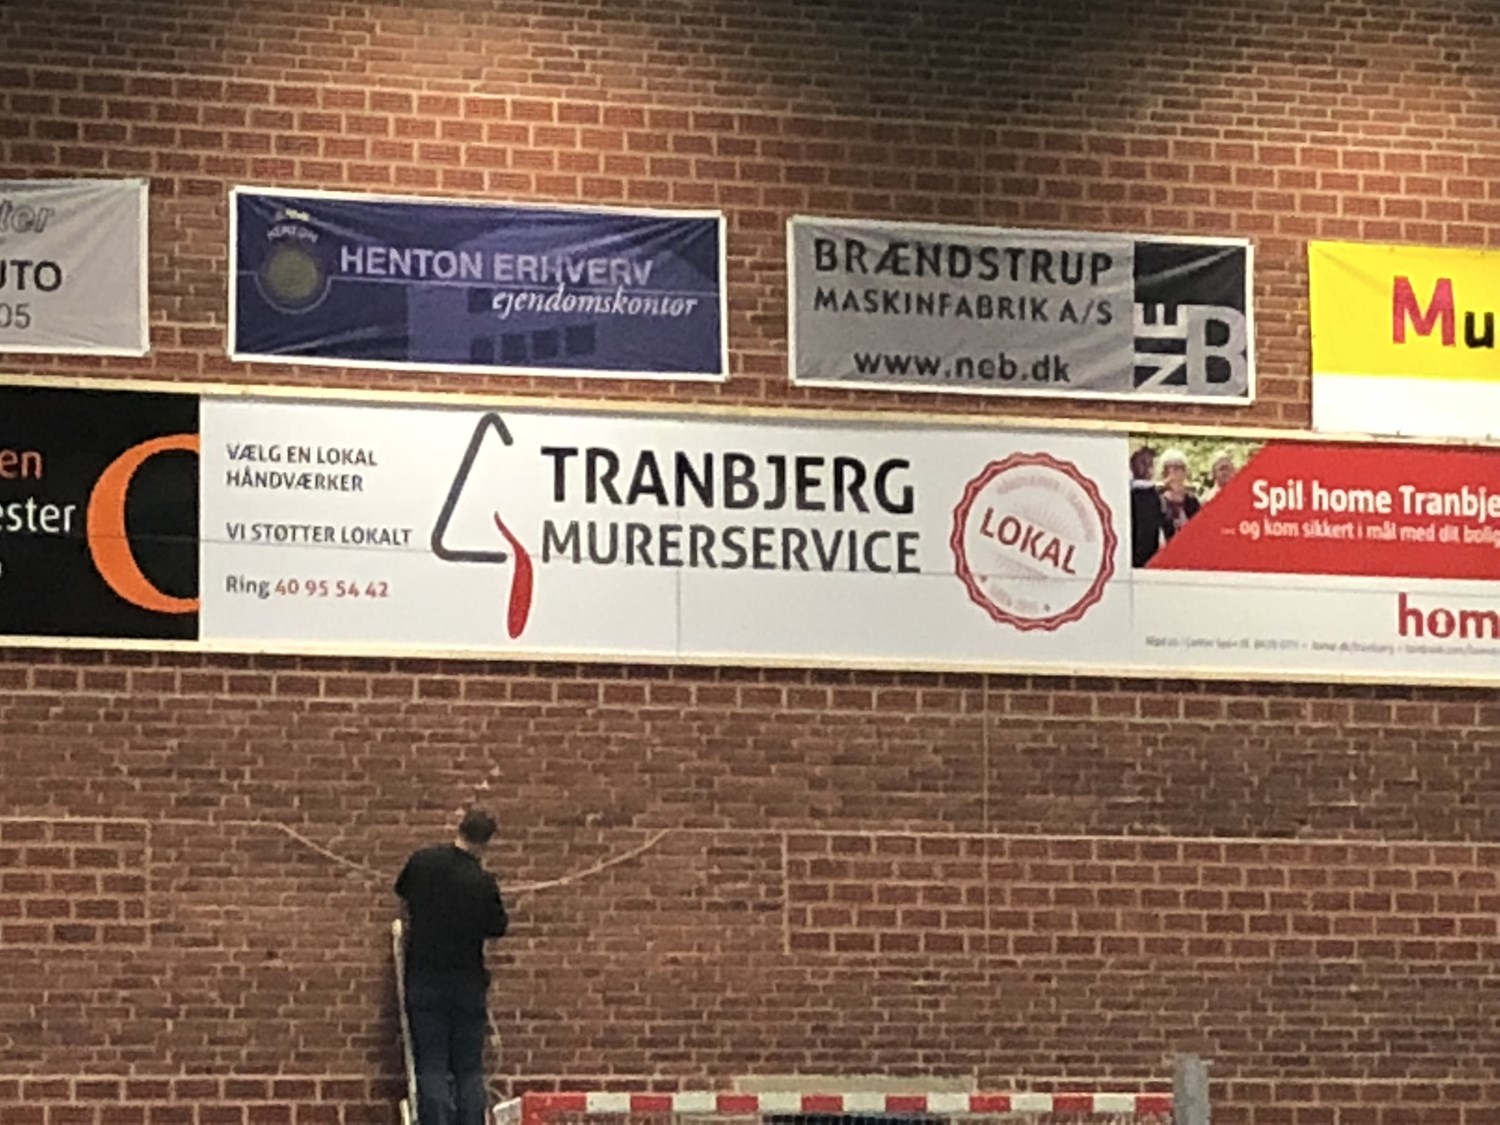 ter
UTO
05
HENTON
HENTON ERHVERV
ejendomskontor
BRÆNDSTRUP
MASKINFABRIK A/S
www.neb.dk
NEB
Mu
en
ester
VÆLG EN LOKAL
HÅNDVÆRKER
VI STØTTER LOKALT
Ring 40 95 54 42
TRANBJERG
MURERSERVICE
LOKAL
Spil home Tranbje
... og kom sikkert i mål med dit bolig
hom